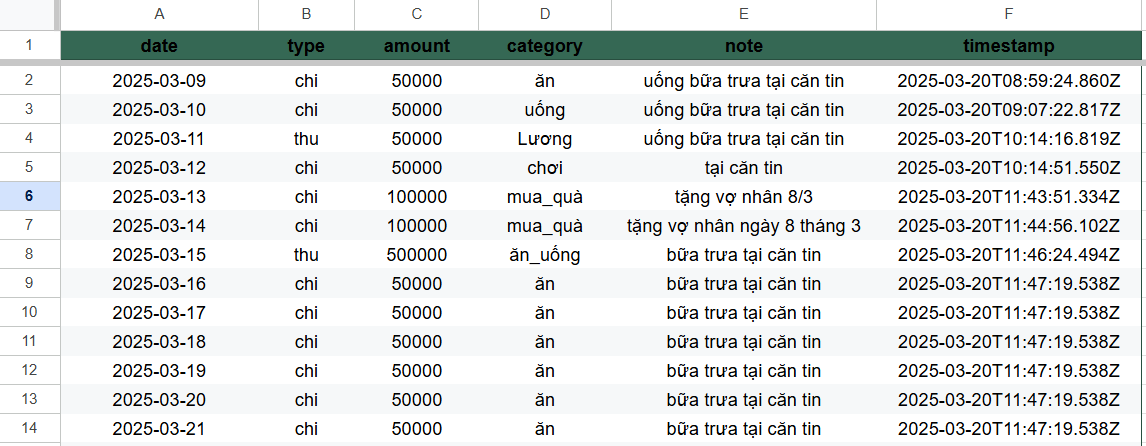 A B C D E F
1 date type amount category note timestamp
2 2025-03-09 chi 50000 ăn uống bữa trưa tại căn tin 2025-03-20T08:59:24.860Z
3 2025-03-10 chi 50000 uống uống bữa trưa tại căn tin 2025-03-20T09:07:22.817Z
4 2025-03-11 thu 50000 Lương uống bữa trưa tại căn tin 2025-03-20T10:14:16.819Z
5 2025-03-12 chi 50000 chơi tại căn tin 2025-03-20T10:14:51.550Z
6 2025-03-13 chi 100000 mua_quà tặng vợ nhân 8/3 2025-03-20T11:43:51.334Z
7 2025-03-14 chi 100000 mua_quà tặng vợ nhân ngày 8 tháng 3 2025-03-20T11:44:56.102Z
8 2025-03-15 thu 500000 ăn_uống bữa trưa tại căn tin 2025-03-20T11:46:24.494Z
9 2025-03-16 chi 50000 ăn bữa trưa tại căn tin 2025-03-20T11:47:19.538Z
10 2025-03-17 chi 50000 ăn bữa trưa tại căn tin 2025-03-20T11:47:19.538Z
11 2025-03-18 chi 50000 ăn bữa trưa tại căn tin 2025-03-20T11:47:19.538Z
12 2025-03-19 chi 50000 ăn bữa trưa tại căn tin 2025-03-20T11:47:19.538Z
13 2025-03-20 chi 50000 ăn bữa trưa tại căn tin 2025-03-20T11:47:19.538Z
14 2025-03-21 chi 50000 ăn bữa trưa tại căn tin 2025-03-20T11:47:19.538Z